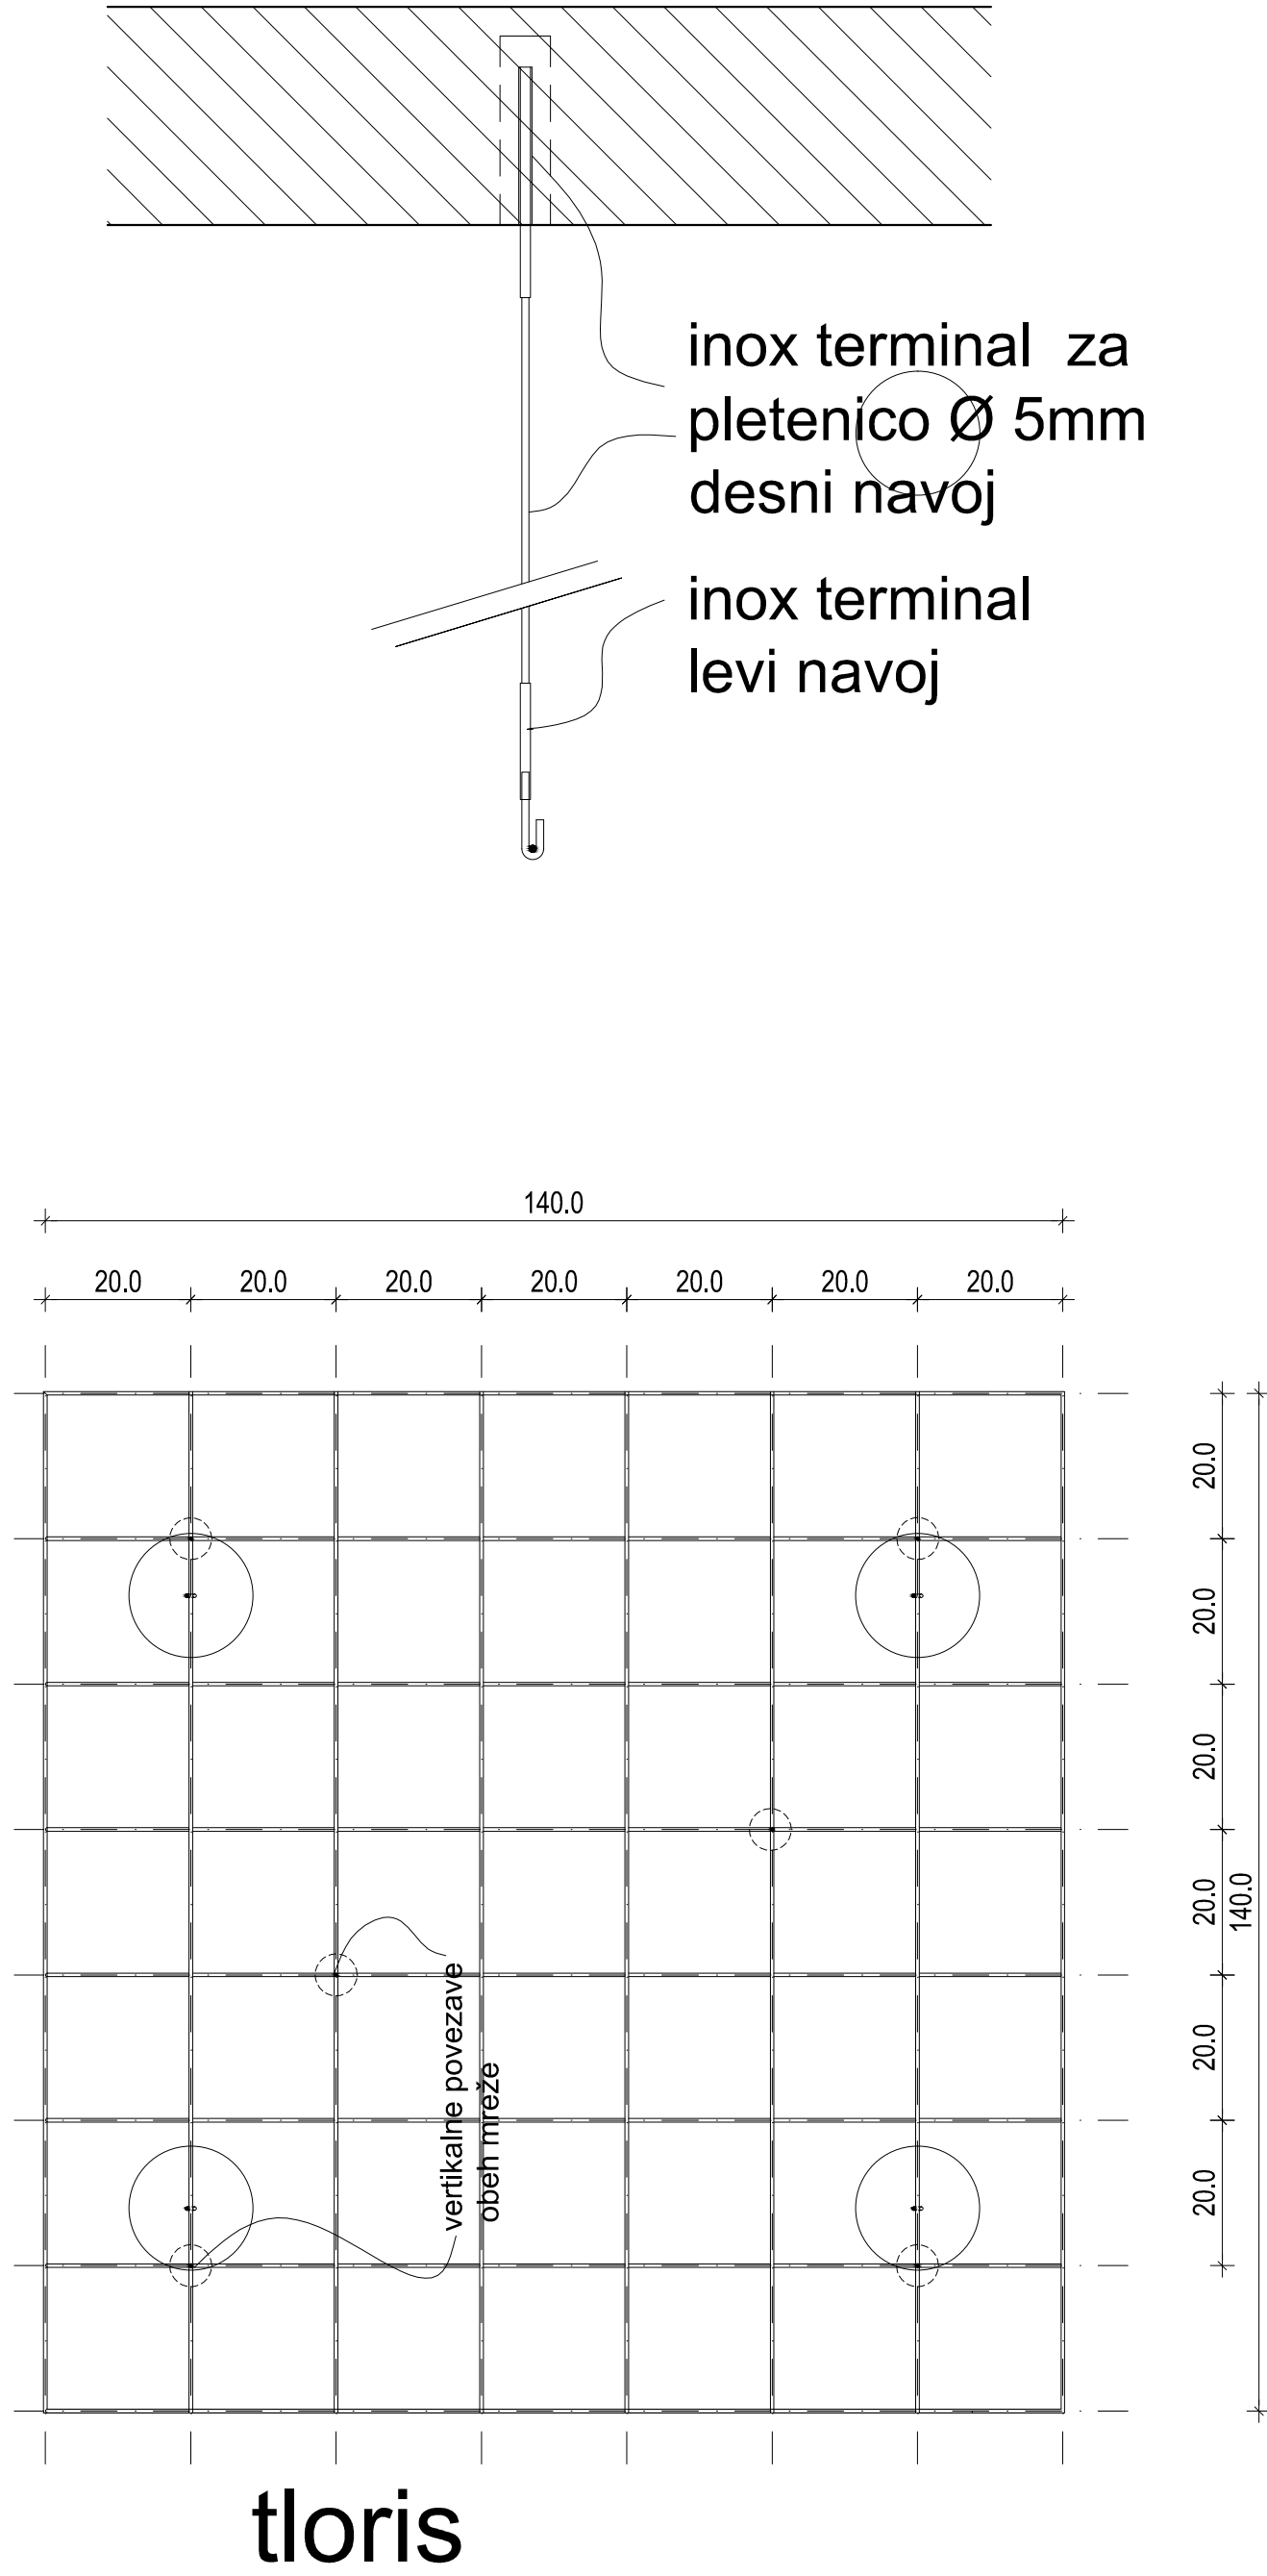 inox terminal za
pletenico Ø 5mm
desni navoj
inox terminal
levi navoj
140.0
20.0 20.0 20.0 20.0 20.0 20.0 20.0
20.0
20.0
20.0
20.0
140.0
20.0
20.0
vertikalne povezave
obeh mreže
tloris